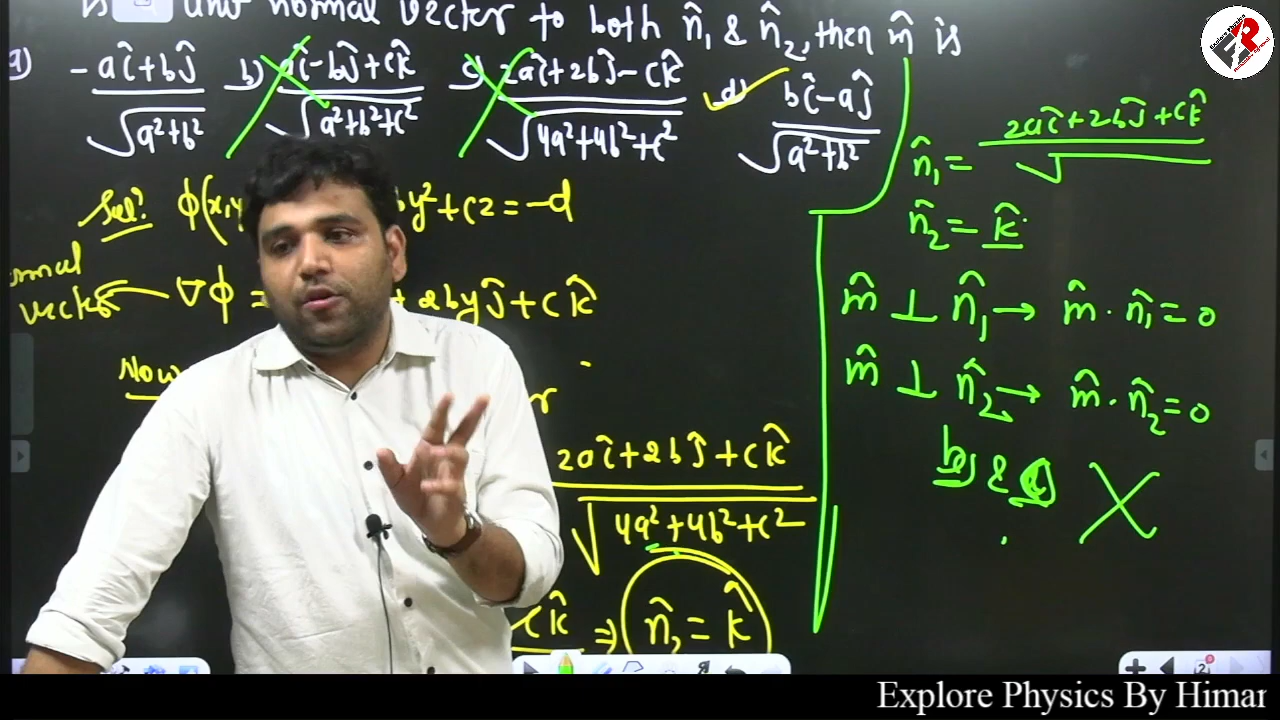 is a unit normal vector to both n̂₁ & n̂₂, then m̂ is
a) -aî+bĵ / √a²+b² b) aî-bĵ+ck̂ / √a²+b²+c² c) 2aî+2bĵ-ck̂ / √4a²+4b²+c² d) bî-aĵ / √a²+b²
Sol? ϕ(x,y by²+cz=-d
normal vector ← ∇ϕ = + 2byĵ+ck̂
Now
2aî+2bĵ+ck̂ / √4a²+4b²+c²
ck̂ ⇒ n̂₂ = k̂
n̂₁ = 2aî+2bĵ+ck̂ / √
n̂₂ = k̂
m̂ ⊥ n̂₁ → m̂ · n̂₁ = 0
m̂ ⊥ n̂₂ → m̂ · n̂₂ = 0
b) & c) X
Explore Physics By Himan